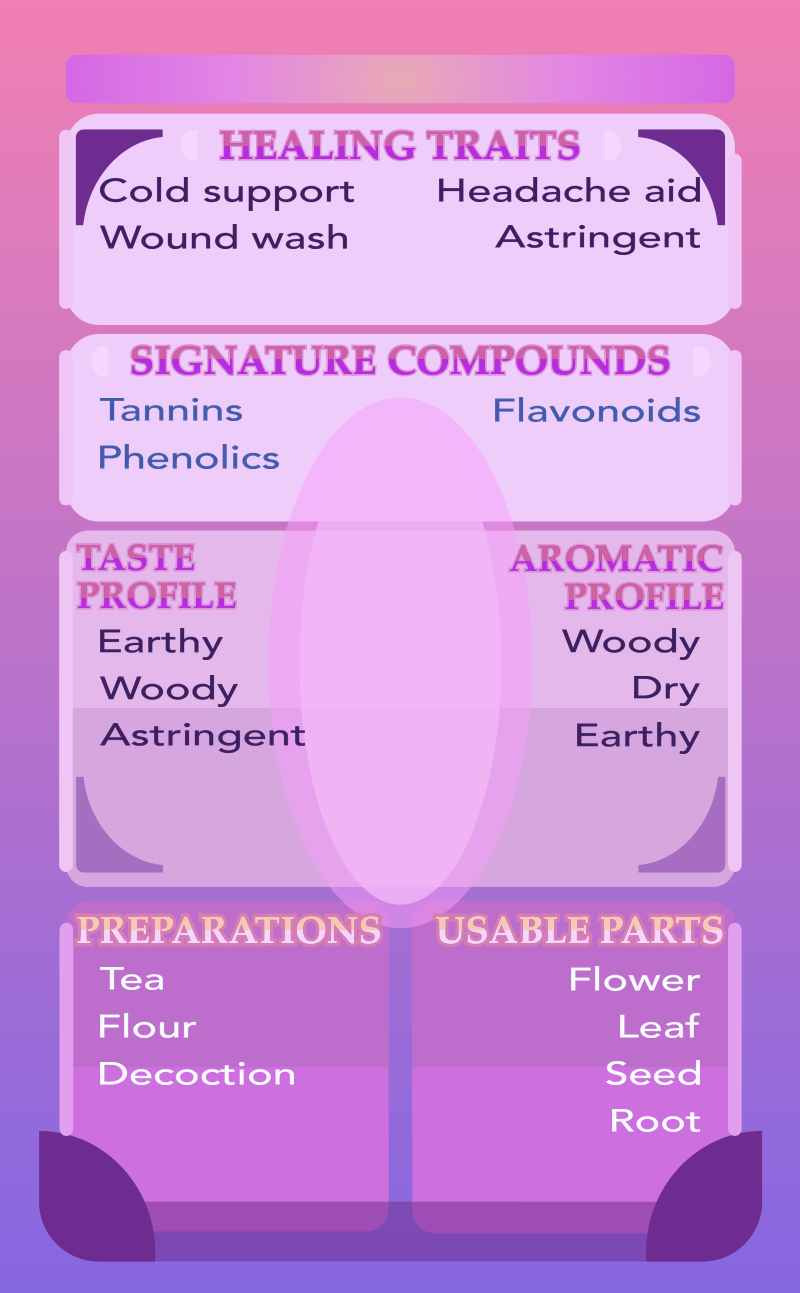 HEALING TRAITS
Cold support
Headache aid
Wound wash
Astringent
SIGNATURE COMPOUNDS
Tannins
Flavonoids
Phenolics
TASTE
PROFILE
Earthy
Woody
Astringent
AROMATIC
PROFILE
Woody
Dry
Earthy
PREPARATIONS
Tea
Flour
Decoction
USABLE PARTS
Flower
Leaf
Seed
Root